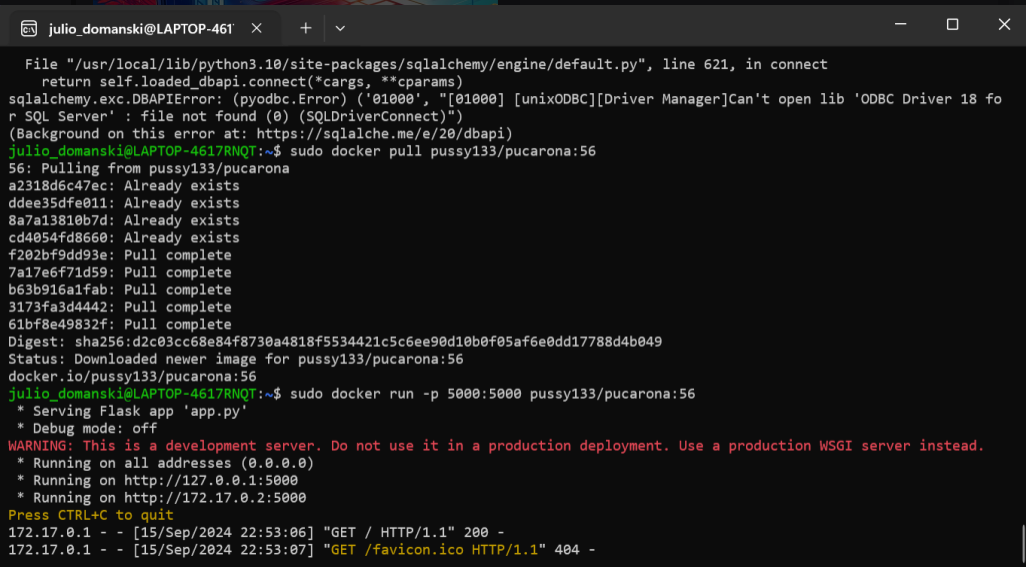 julio_domanski@LAPTOP-461
File "/usr/local/lib/python3.10/site-packages/sqlalchemy/engine/default.py", line 621, in connect
return self.loaded_dbapi.connect(*cargs, **cparams)
sqlalchemy.exc.DBAPIError: (pyodbc.Error) ('01000', "[01000] [unixODBC][Driver Manager]Can't open lib 'ODBC Driver 18 fo
r SQL Server' : file not found (0) (SQLDriverConnect)")
(Background on this error at: https://sqlalche.me/e/20/dbapi)
julio_domanski@LAPTOP-4617RNQT:~$ sudo docker pull pussy133/pucarona:56
56: Pulling from pussy133/pucarona
a2318d6c47ec: Already exists
ddee35dfe011: Already exists
8a7a13810b7d: Already exists
cd4054fd8660: Already exists
f202bf9dd93e: Pull complete
7a17e6f71d59: Pull complete
b63b916a1fab: Pull complete
3173fa3d4442: Pull complete
61bf8e49832f: Pull complete
Digest: sha256:d2c03cc68e84f8730a4818f5534421c5c6ee90d10b0f05af6e0dd17788d4b049
Status: Downloaded newer image for pussy133/pucarona:56
docker.io/pussy133/pucarona:56
julio_domanski@LAPTOP-4617RNQT:~$ sudo docker run -p 5000:5000 pussy133/pucarona:56
* Serving Flask app 'app.py'
* Debug mode: off
WARNING: This is a development server. Do not use it in a production deployment. Use a production WSGI server instead.
* Running on all addresses (0.0.0.0)
* Running on http://127.0.0.1:5000
* Running on http://172.17.0.2:5000
Press CTRL+C to quit
172.17.0.1 - - [15/Sep/2024 22:53:06] "GET / HTTP/1.1" 200 -
172.17.0.1 - - [15/Sep/2024 22:53:07] "GET /favicon.ico HTTP/1.1" 404 -